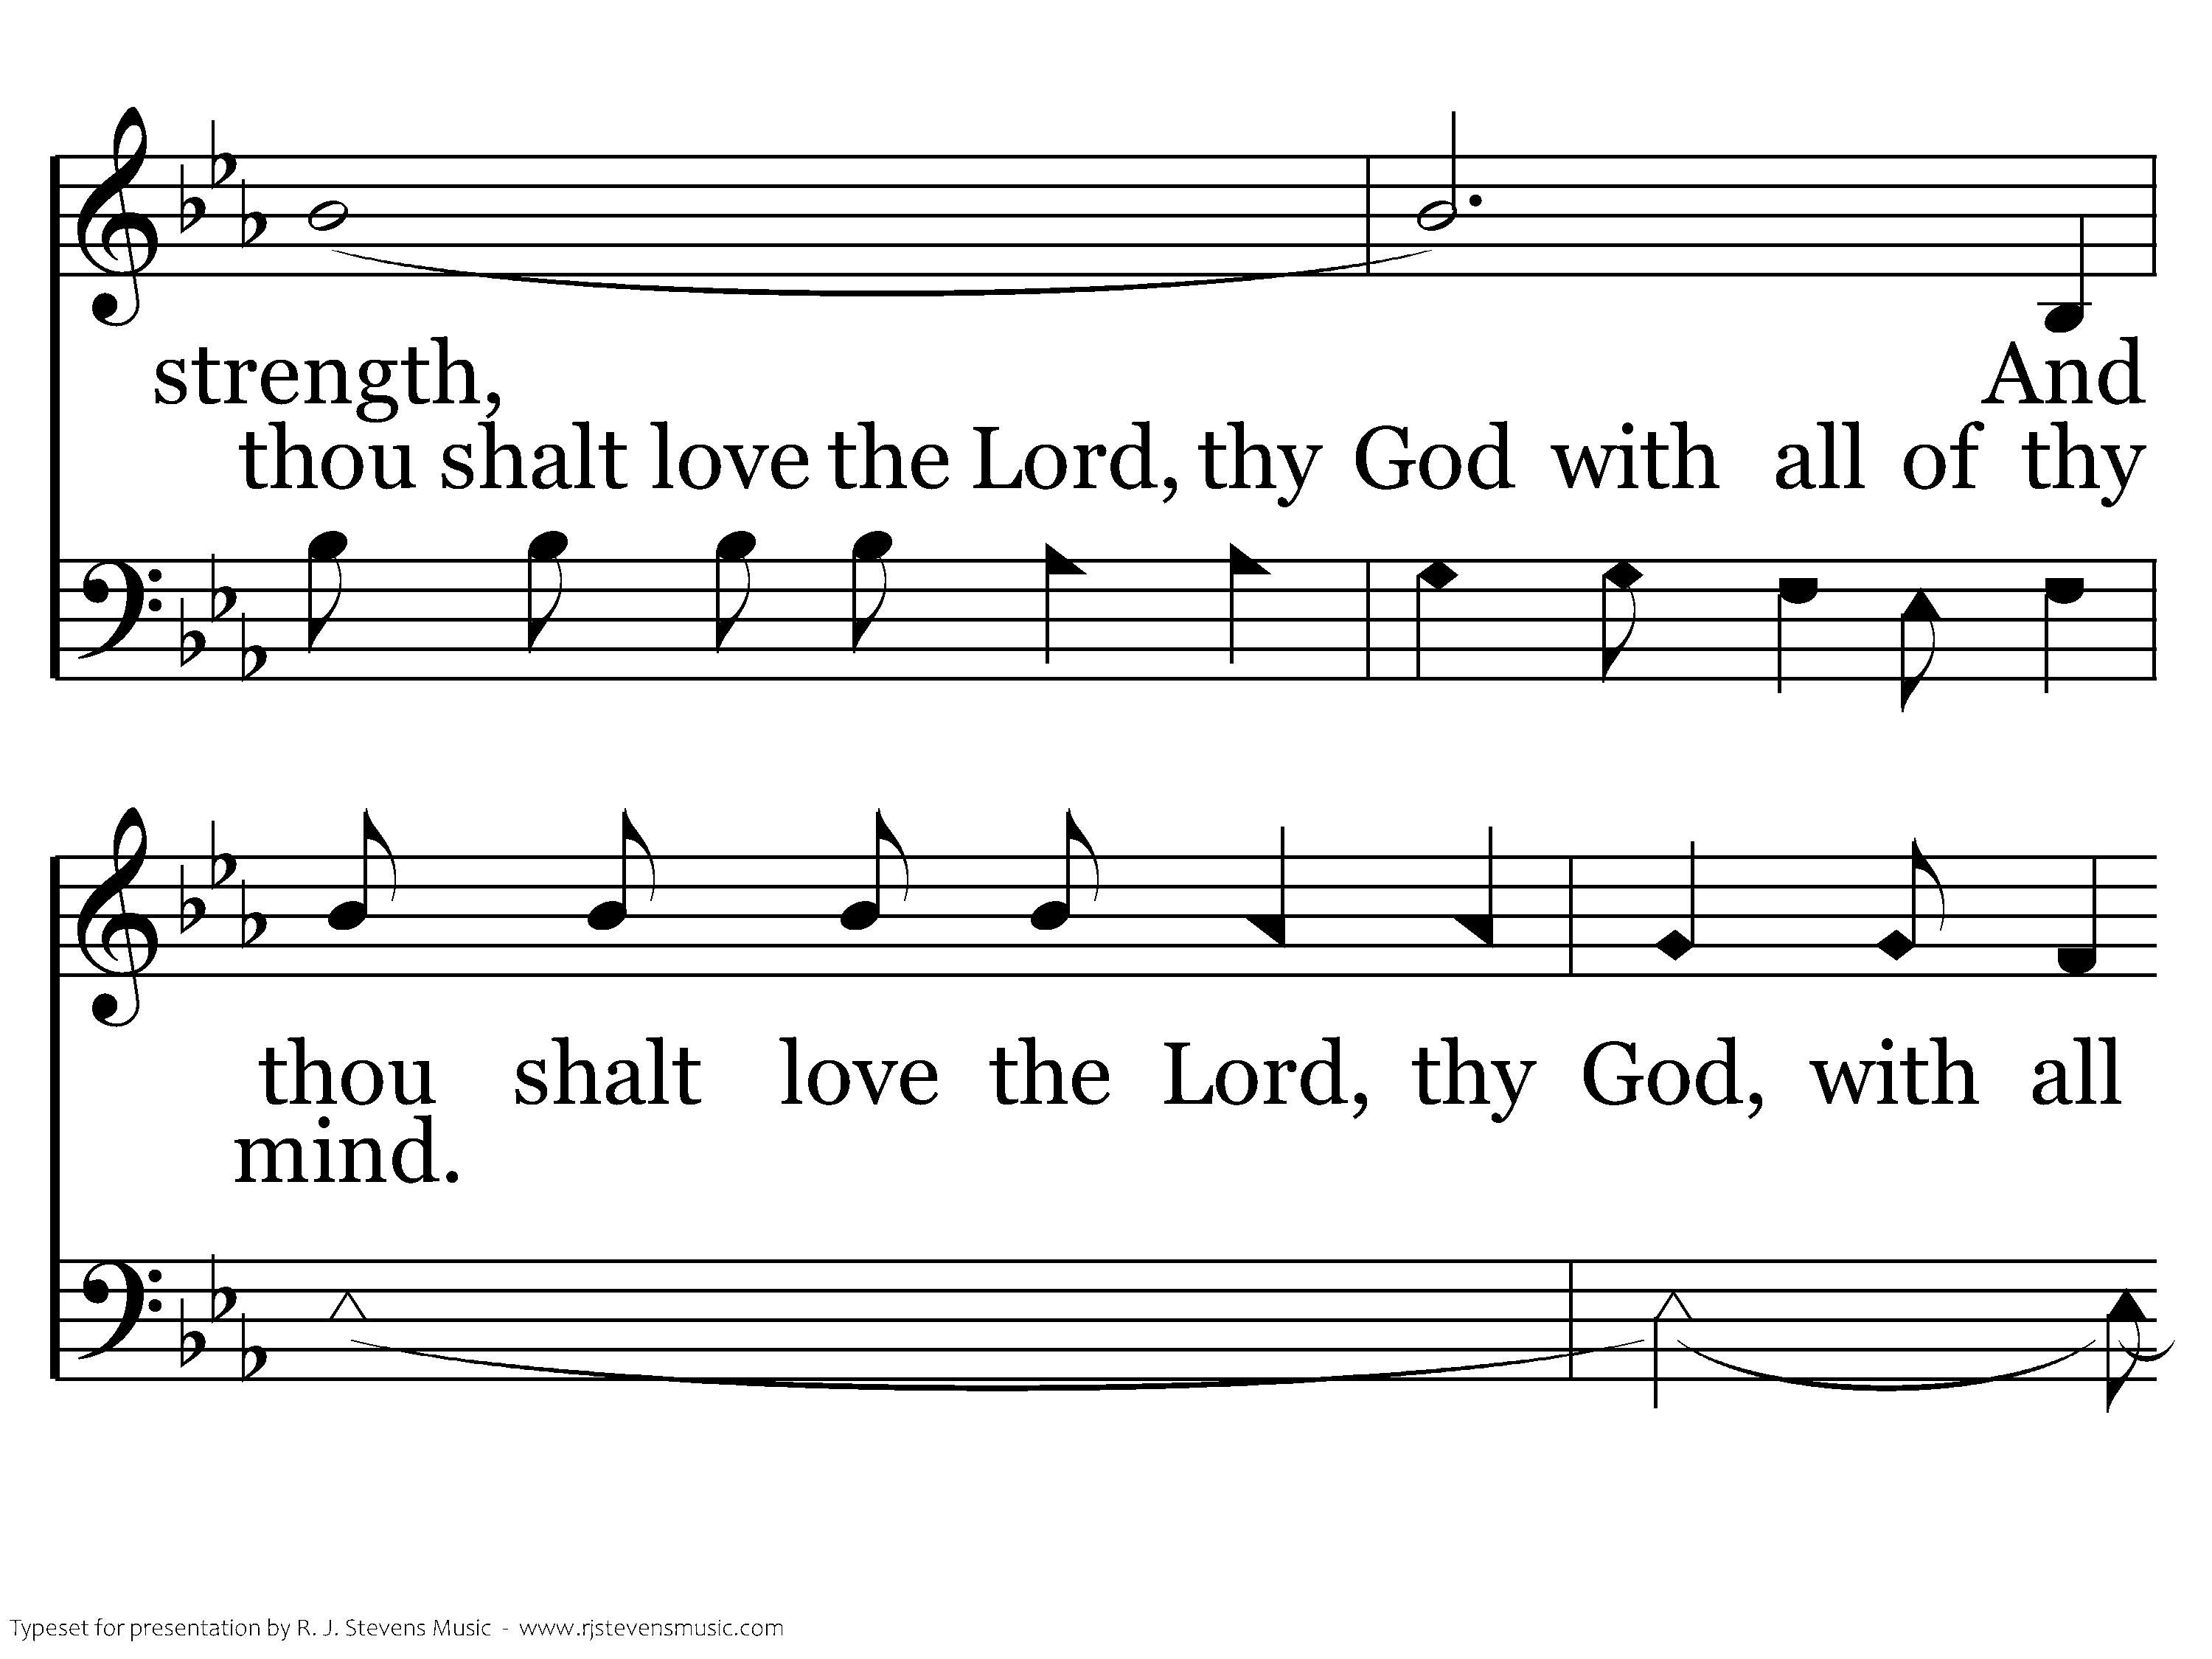 strength, And
thou shalt love the Lord, thy God with all of thy
thou shalt love the Lord, thy God, with all
mind.
Typeset for presentation by R. J. Stevens Music - www.rjstevensmusic.com